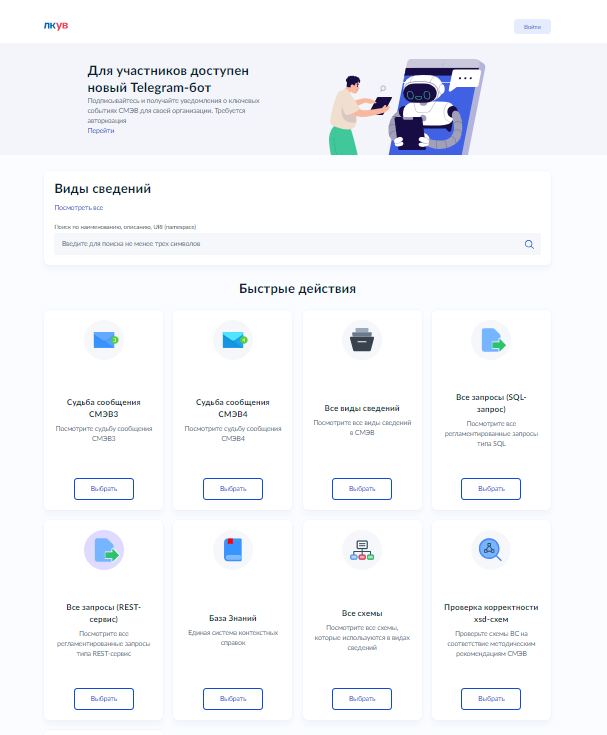 лкув
Войти
Для участников доступен
новый Telegram-бот
Подписывайтесь и получайте уведомления о ключевых
событиях СМЭВ для своей организации. Требуется
авторизация
Перейти
Виды сведений
Посмотреть все
Поиск по наименованию, описанию, URI (namespace)
Введите для поиска не менее трех символов
Быстрые действия
Судьба сообщения
СМЭВ3
Посмотрите судьбу сообщения
СМЭВ3
Выбрать
Судьба сообщения
СМЭВ4
Посмотрите судьбу сообщения
СМЭВ4
Выбрать
Все виды сведений
Посмотрите все виды сведений
в СМЭВ
Выбрать
Все запросы (SQL-
запрос)
Посмотрите все
регламентированные запросы
типа SQL
Выбрать
Все запросы (REST-
сервис)
Посмотрите все
регламентированные запросы
типа REST-сервис
Выбрать
База Знаний
Единая система контекстных
справок
Выбрать
Все схемы
Посмотрите все схемы,
которые используются в видах
сведений
Выбрать
Проверка корректности
xsd-схем
Проверьте схемы ВС на
соответствие методическим
рекомендациям СМЭВ
Выбрать